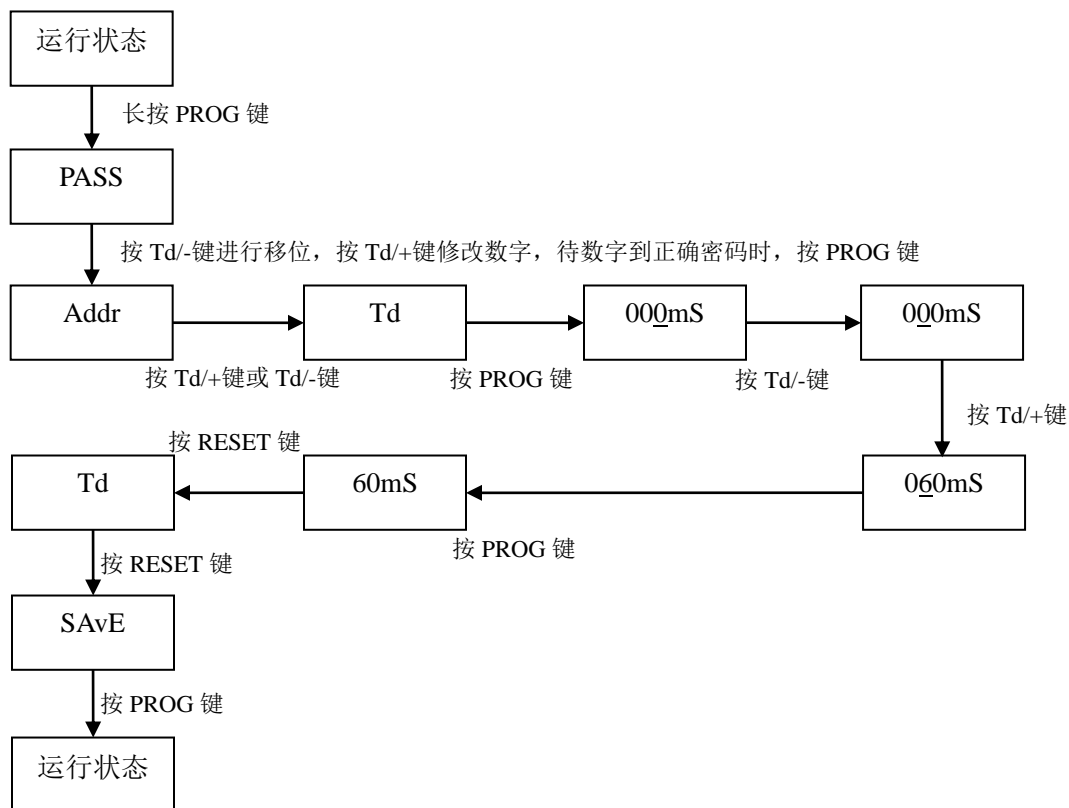 运行状态
长按 PROG 键
PASS
按 Td/-键进行移位，按 Td/+键修改数字，待数字到正确密码时，按 PROG 键
Addr
Td
000mS
000mS
按 Td/+键或 Td/-键
按 PROG 键
按 Td/-键
按 Td/+键
按 RESET 键
Td
60mS
060mS
按 PROG 键
按 RESET 键
SAvE
按 PROG 键
运行状态